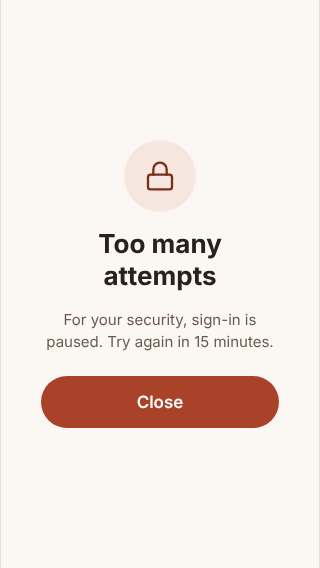 Too many
attempts
For your security, sign-in is
paused. Try again in 15 minutes.
Close